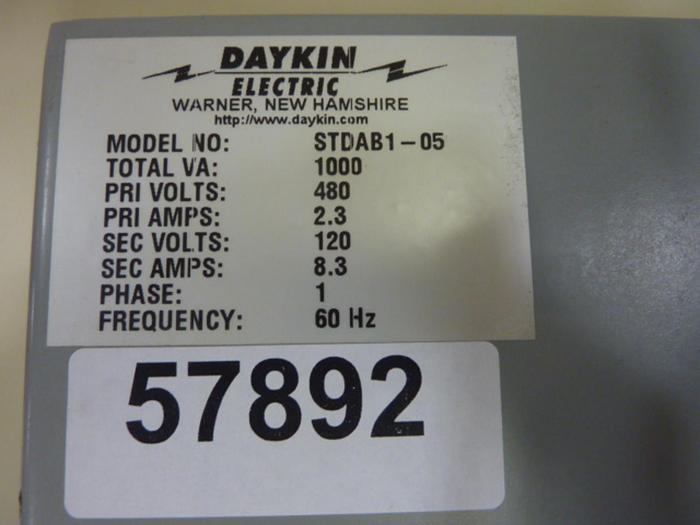 DAYKIN
ELECTRIC
WARNER, NEW HAMSHIRE
http://www.daykin.com
MODEL NO: STDAB1-05
TOTAL VA: 1000
PRI VOLTS: 480
PRI AMPS: 2.3
SEC VOLTS: 120
SEC AMPS: 8.3
PHASE: 1
FREQUENCY: 60 Hz
57892